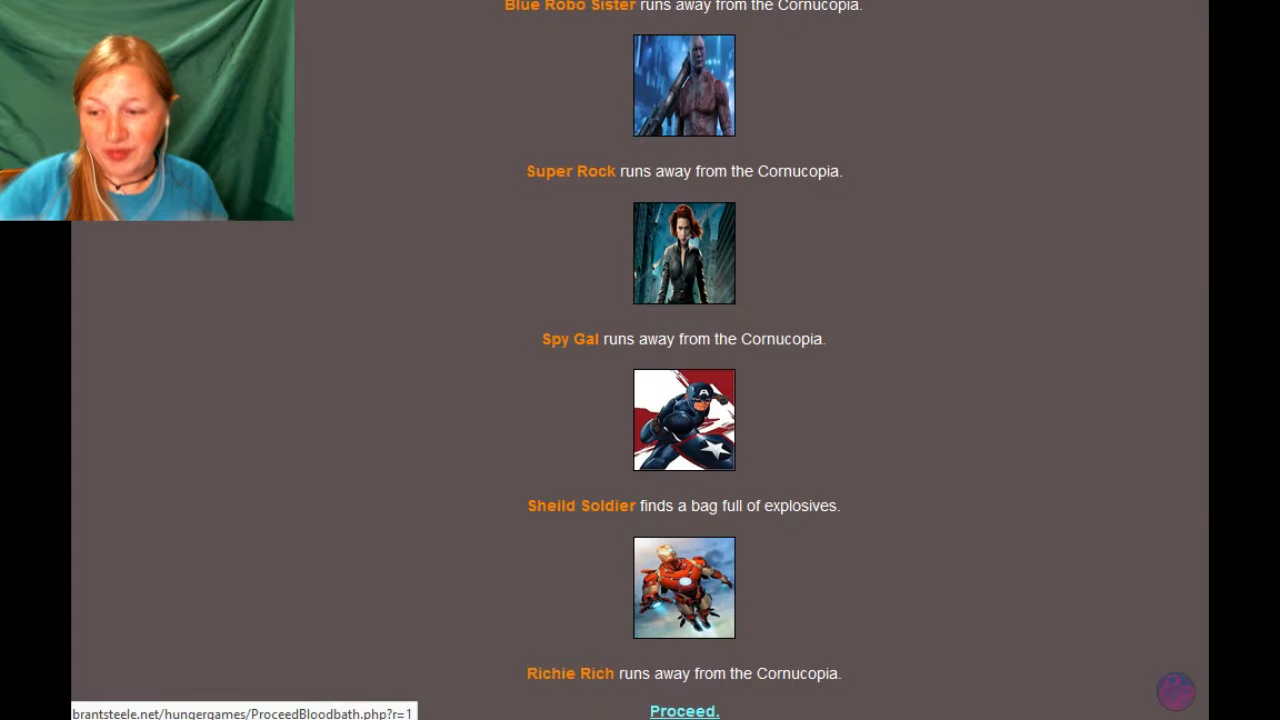 Blue Robo Sister runs away from the Cornucopia.
Super Rock runs away from the Cornucopia.
Spy Gal runs away from the Cornucopia.
Sheild Soldier finds a bag full of explosives.
Richie Rich runs away from the Cornucopia.
Proceed.
brantsteele.net/hungergames/ProceedBloodbath.php?r=1